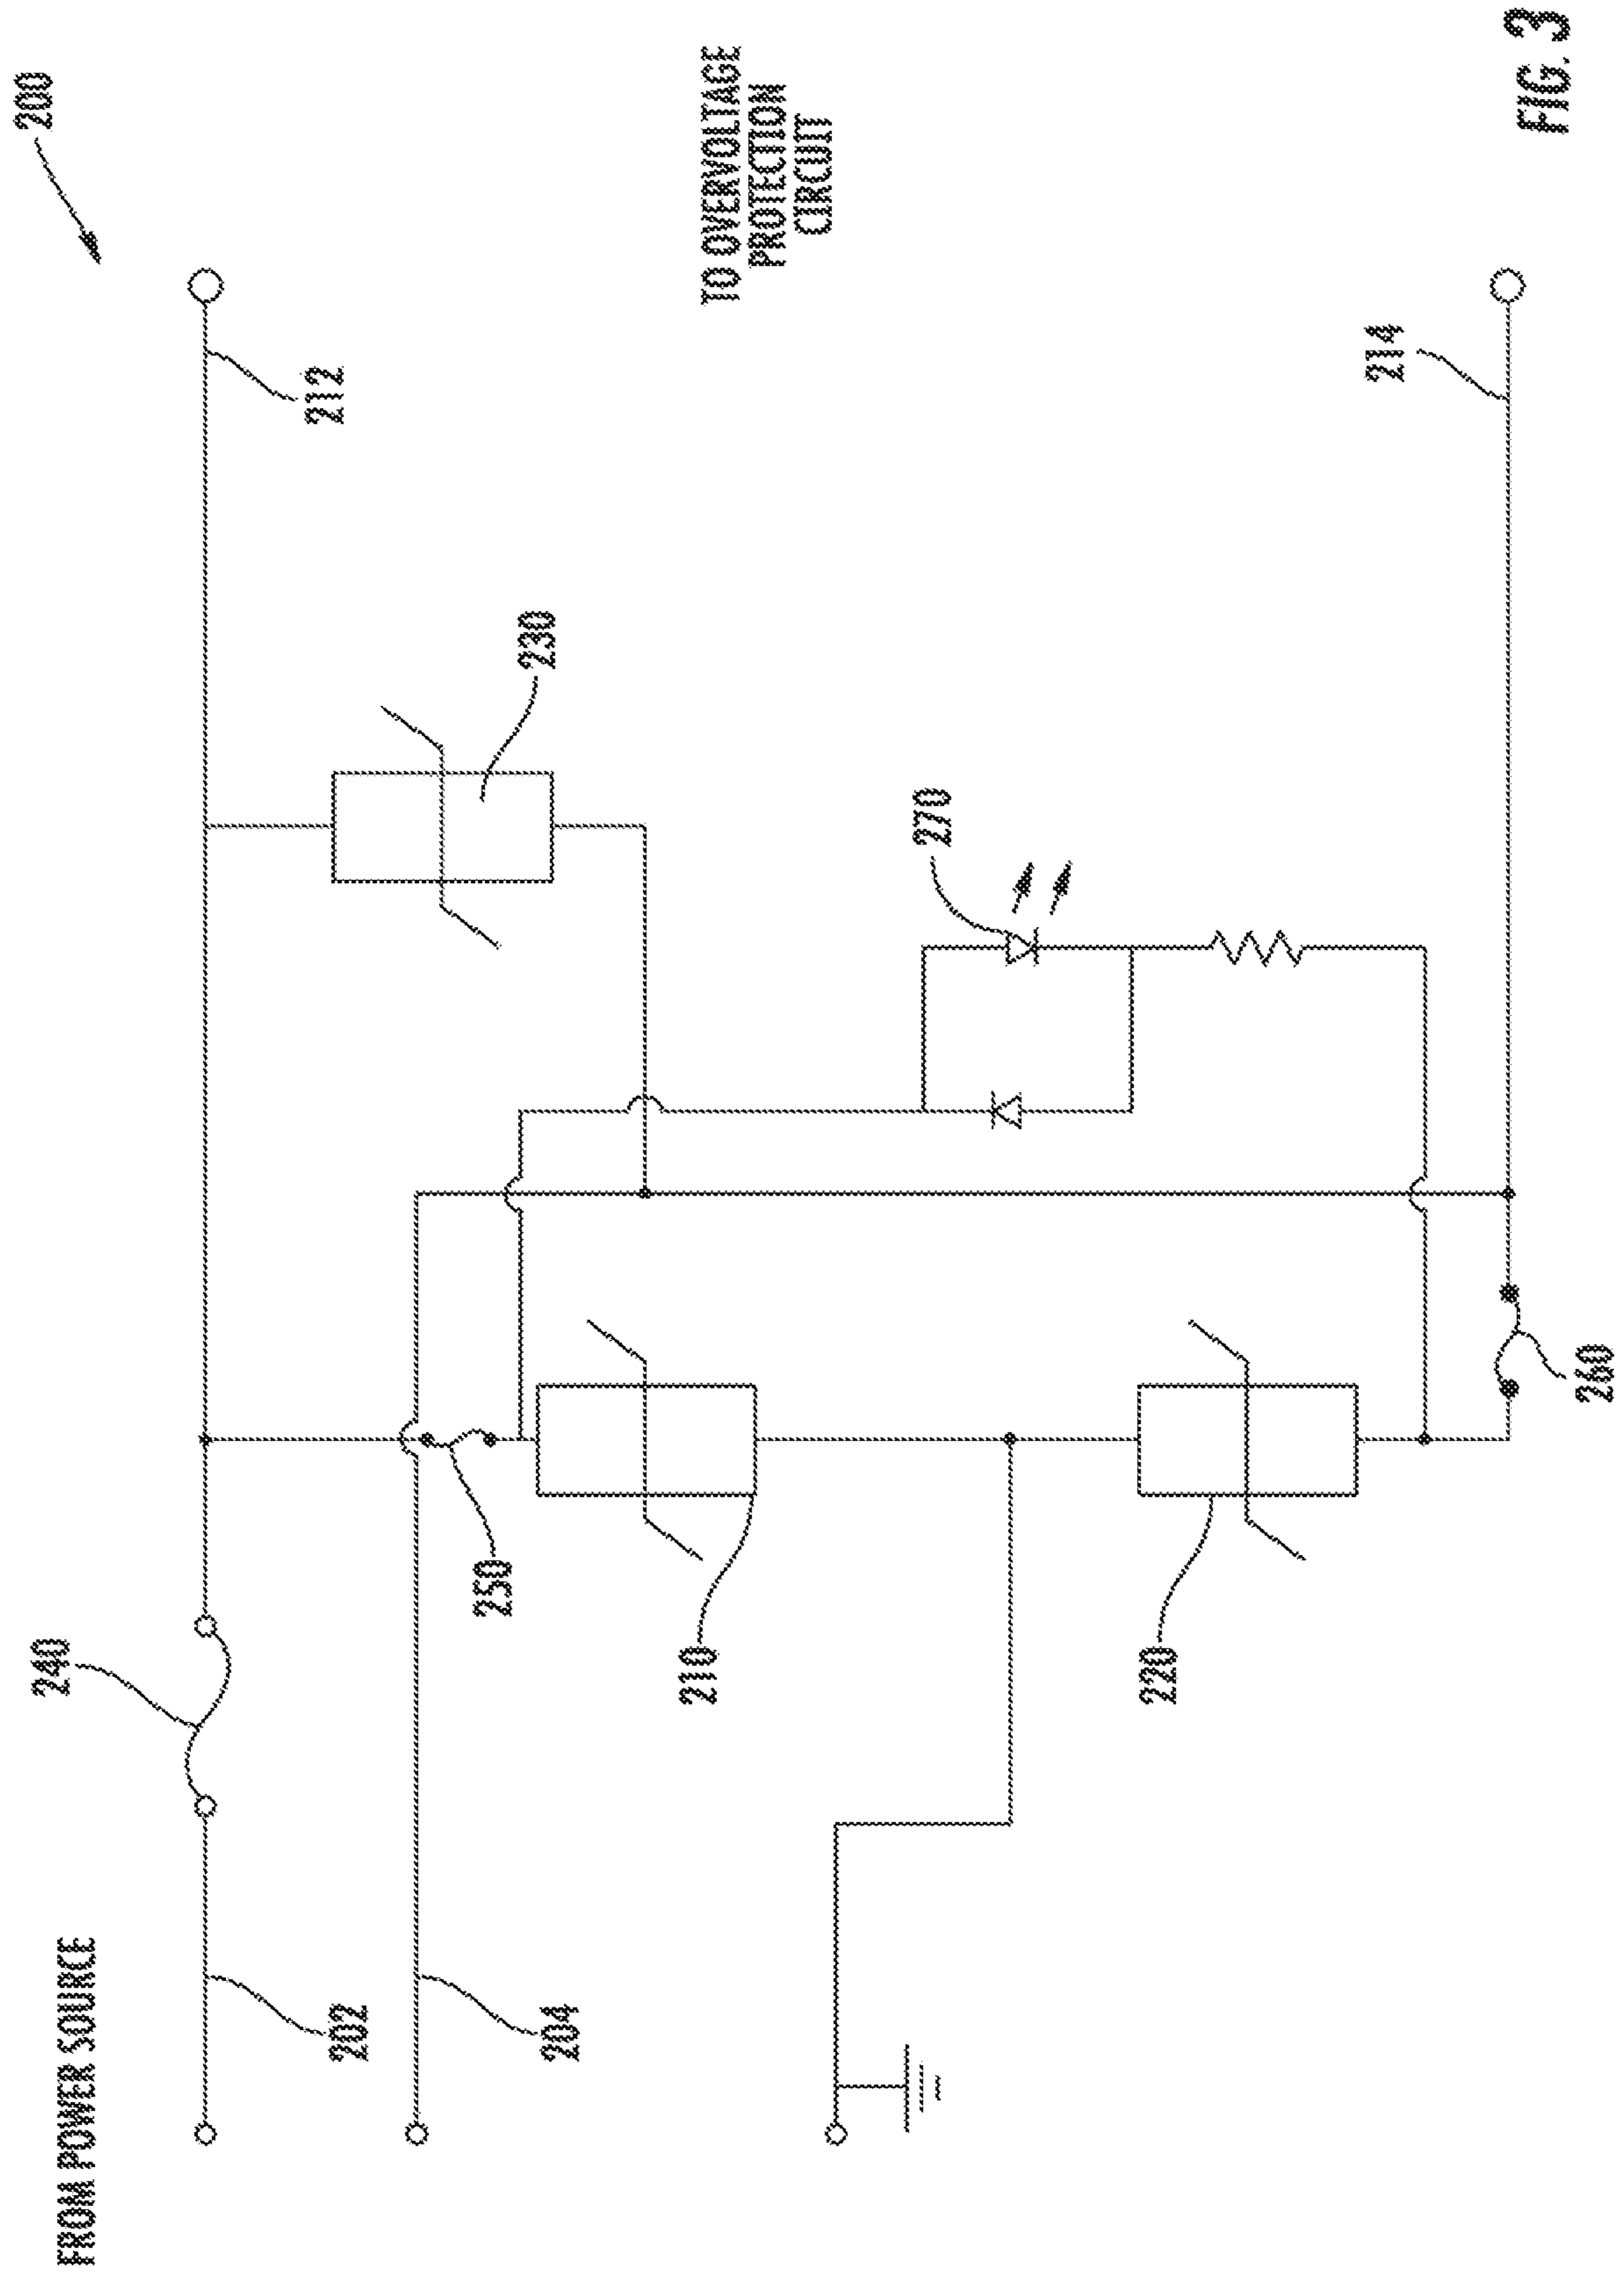 200
FROM POWER SOURCE
240
202
212
204
250
230
210
TO OVERVOLTAGE
PROTECTION
CIRCUIT
270
220
214
260
FIG. 3